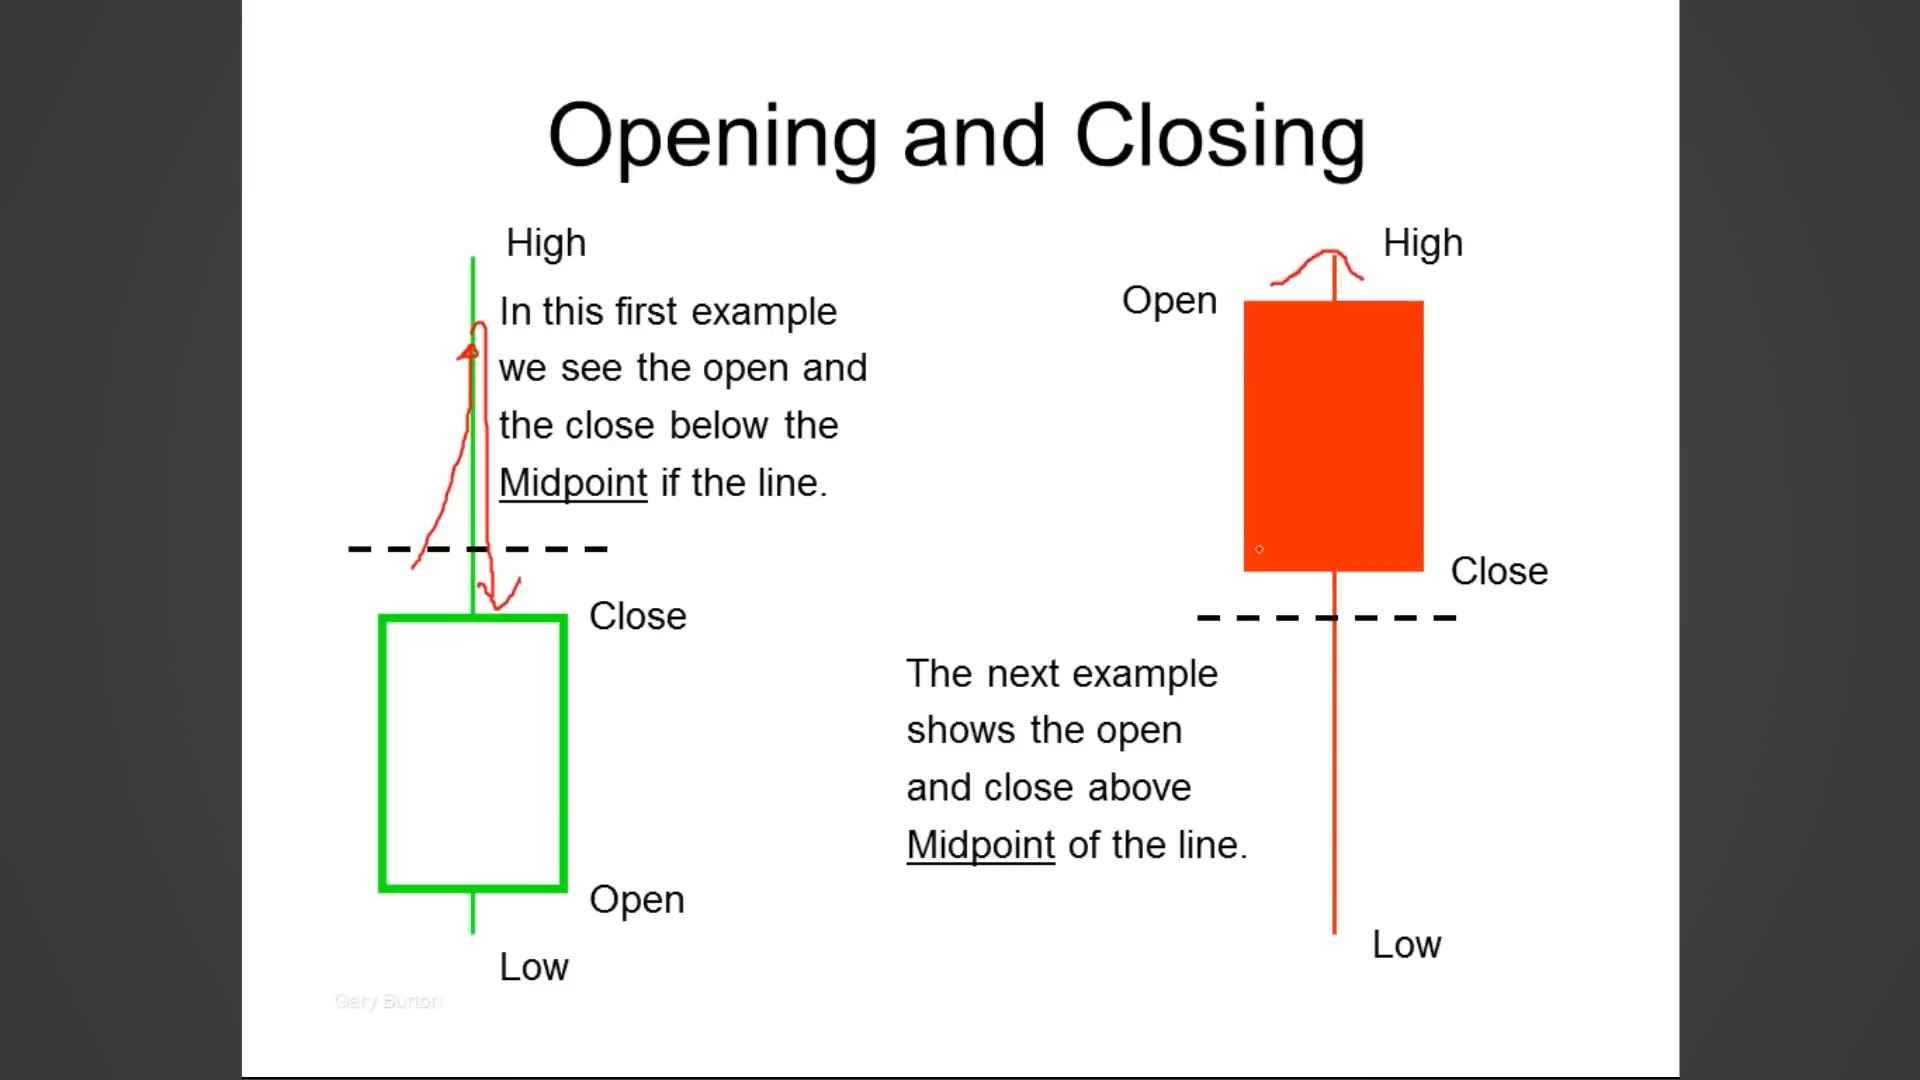 Opening and Closing
High
In this first example
we see the open and
the close below the
Midpoint if the line.
Close
Open
Low
High
Open
Close
The next example
shows the open
and close above
Midpoint of the line.
Low
Gary Burton